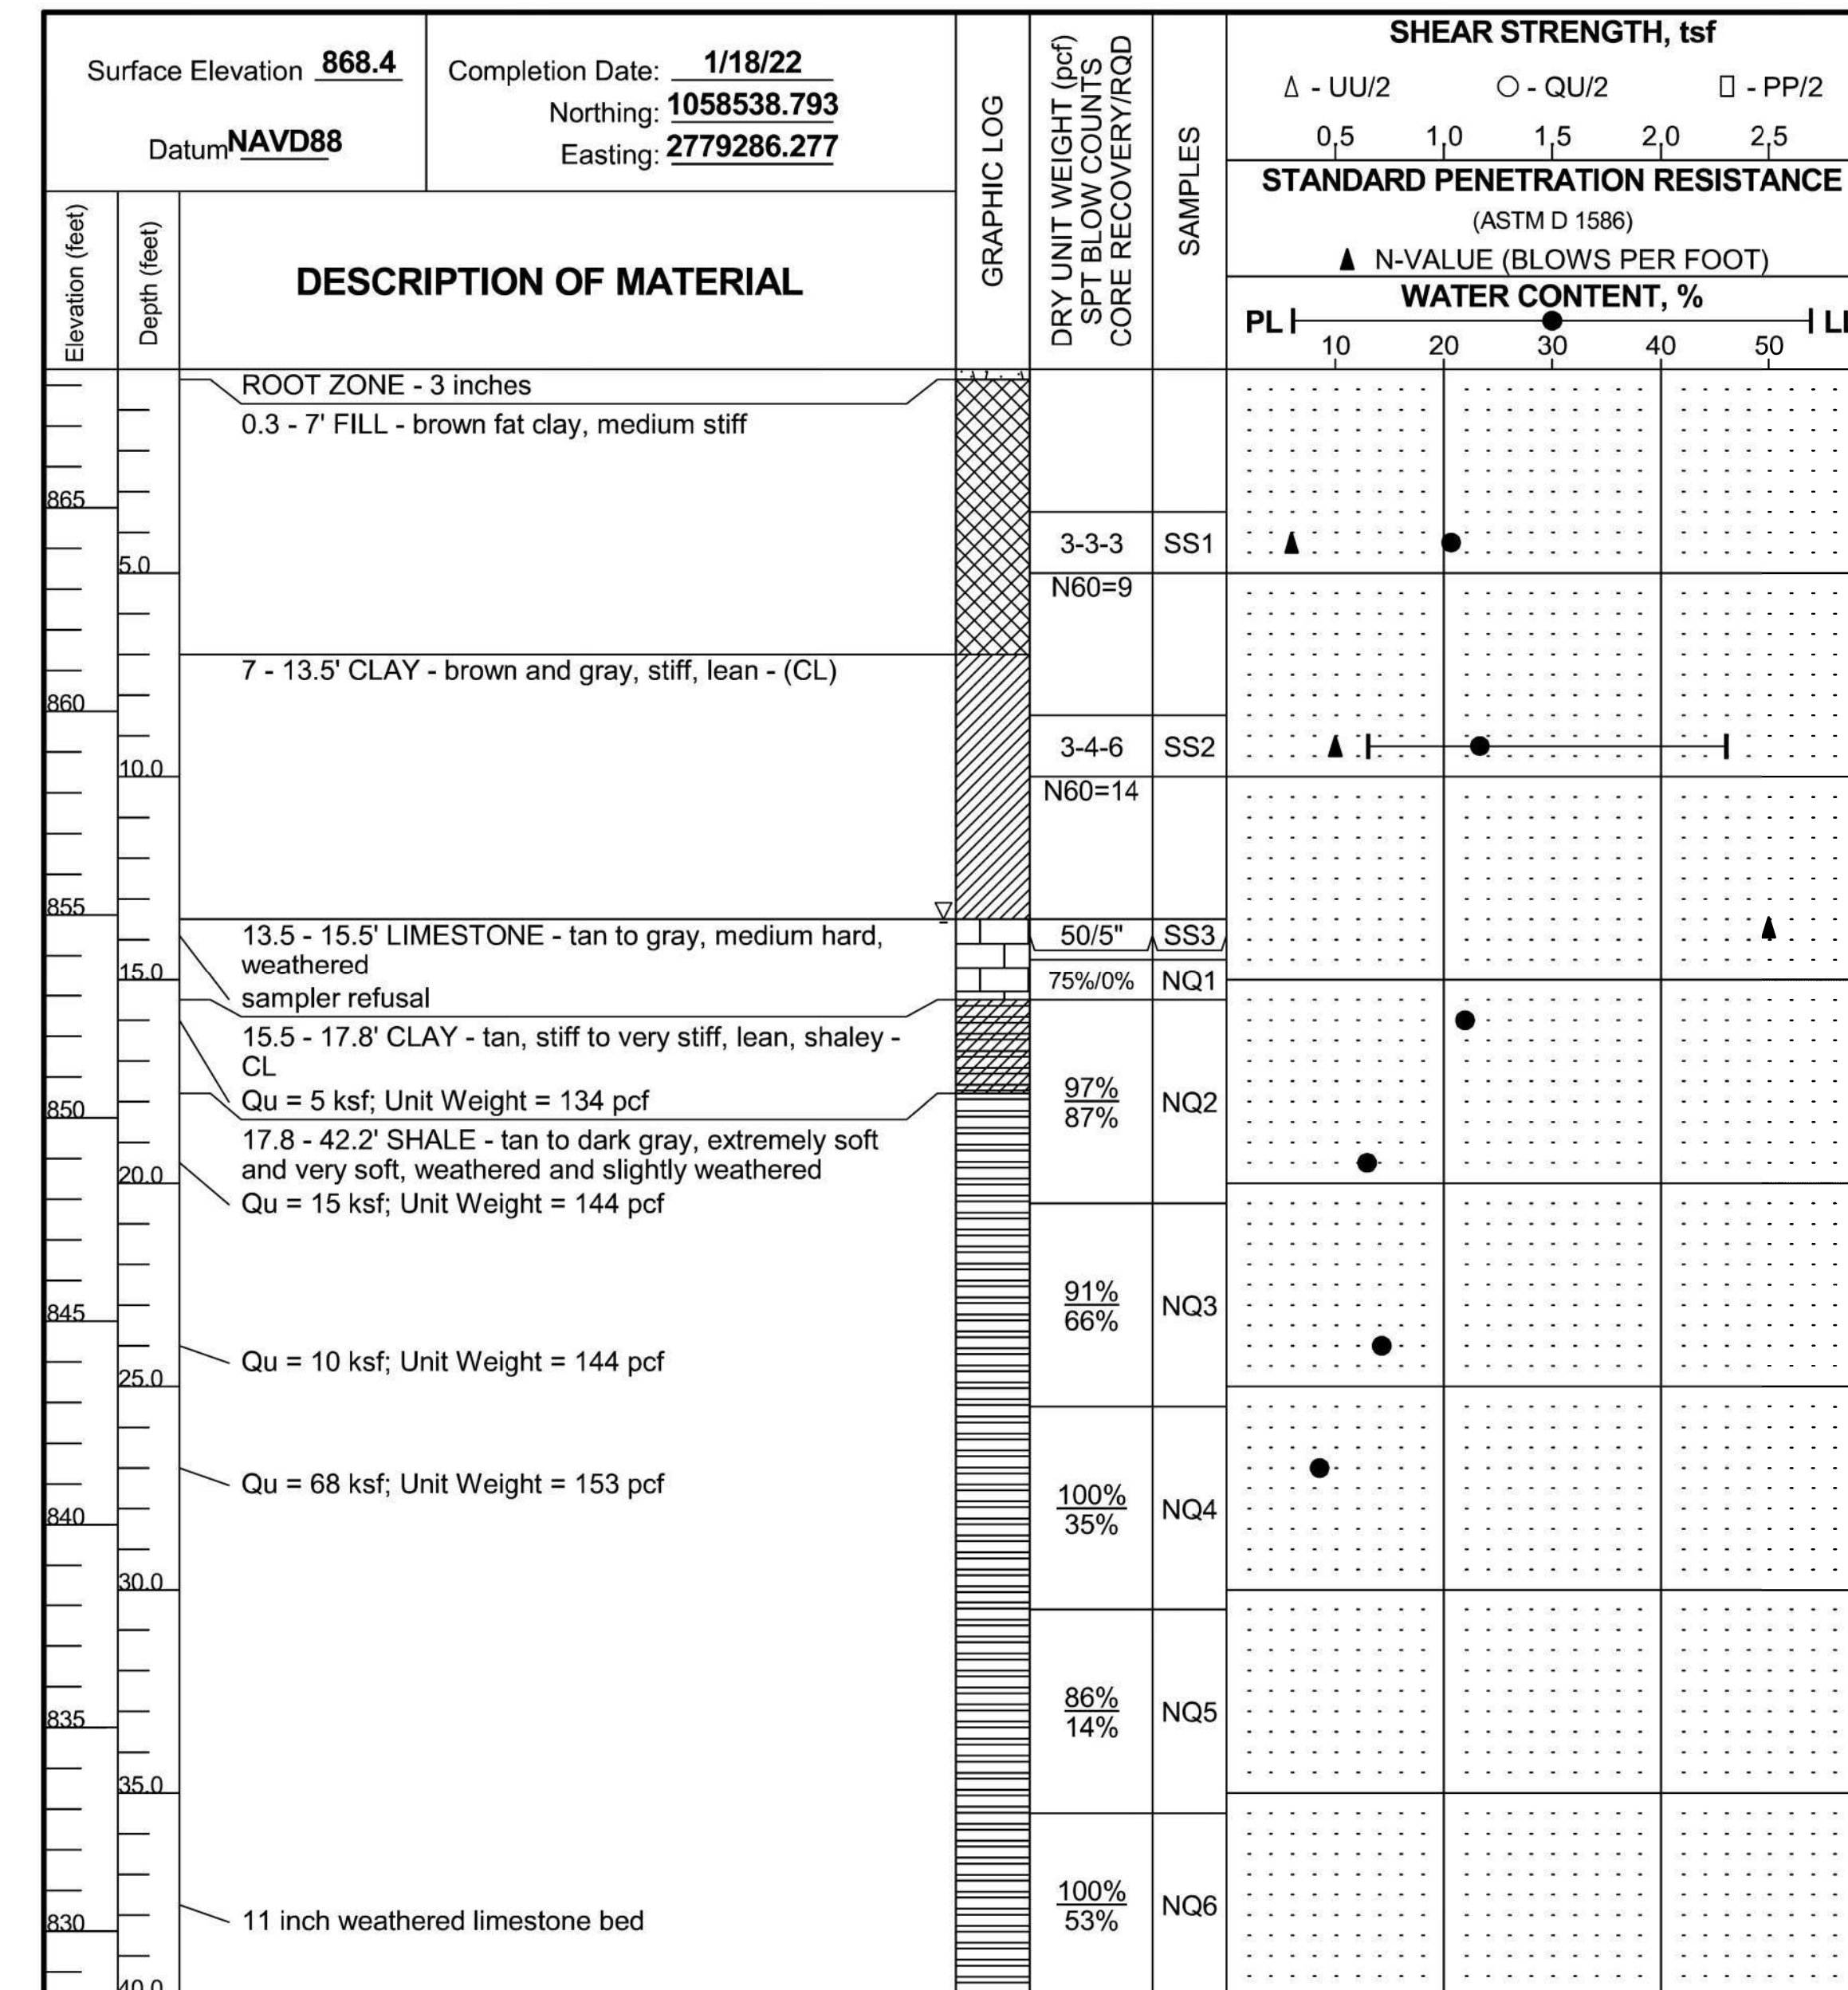 Surface Elevation 868.4
Datum NAVD88
Completion Date: 1/18/22
Northing: 1058538.793
Easting: 2779286.277
Elevation (feet)
Depth (feet)
DESCRIPTION OF MATERIAL
GRAPHIC LOG
DRY UNIT WEIGHT (pcf)
SPT BLOW COUNTS
CORE RECOVERY/RQD
SAMPLES
SHEAR STRENGTH, tsf
Δ - UU/2 ○ - QU/2 □ - PP/2
0.5 1.0 1.5 2.0 2.5
STANDARD PENETRATION RESISTANCE
(ASTM D 1586)
▲ N-VALUE (BLOWS PER FOOT)
WATER CONTENT, %
PL
10 20 30 40 50
ROOT ZONE - 3 inches
0.3 - 7' FILL - brown fat clay, medium stiff
865
3-3-3 SS1
5.0
N60=9
7 - 13.5' CLAY - brown and gray, stiff, lean - (CL)
860
3-4-6 SS2
10.0
N60=14
855
13.5 - 15.5' LIMESTONE - tan to gray, medium hard,
weathered
50/5" SS3
15.0
75%/0% NQ1
sampler refusal
15.5 - 17.8' CLAY - tan, stiff to very stiff, lean, shaley -
CL
Qu = 5 ksf; Unit Weight = 134 pcf
850
97%
87%
NQ2
17.8 - 42.2' SHALE - tan to dark gray, extremely soft
and very soft, weathered and slightly weathered
20.0
Qu = 15 ksf; Unit Weight = 144 pcf
845
91%
66%
NQ3
Qu = 10 ksf; Unit Weight = 144 pcf
25.0
Qu = 68 ksf; Unit Weight = 153 pcf
840
100%
35%
NQ4
30.0
835
86%
14%
NQ5
35.0
100%
53%
NQ6
11 inch weathered limestone bed
830
40.0